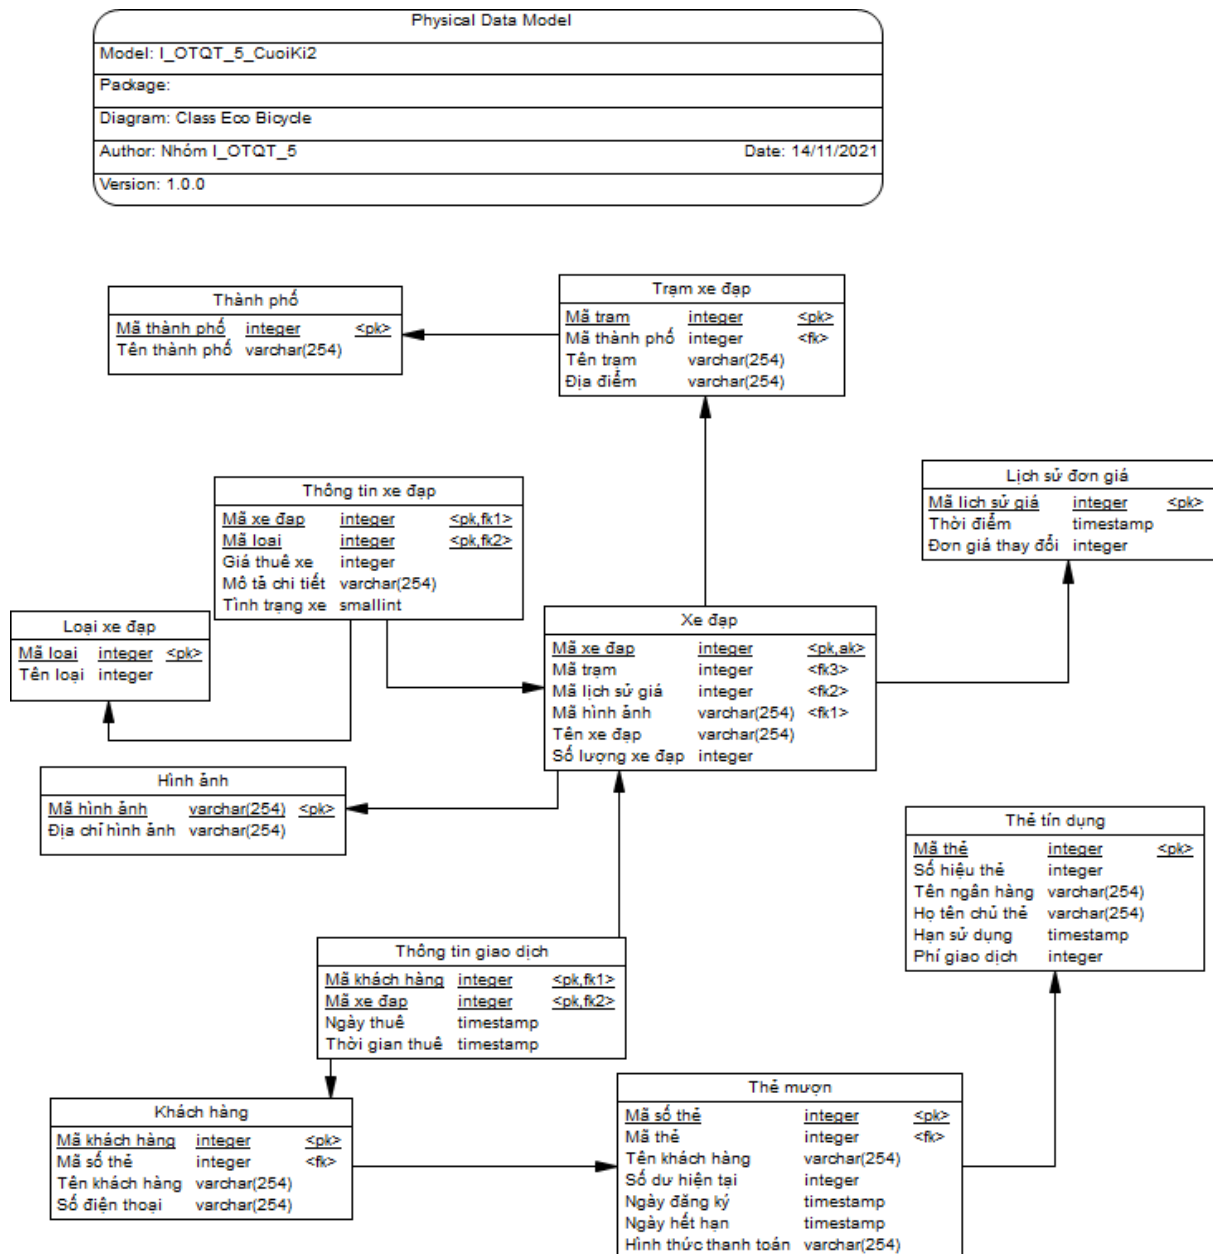 Physical Data Model
Model: I_OTQT_5_CuoiKi2
Package:
Diagram: Class Eco Bicycle
Author: Nhóm I_OTQT_5 Date: 14/11/2021
Version: 1.0.0
Thành phố
Mã thành phố integer <pk>
Tên thành phố varchar(254)
Trạm xe đạp
Mã trạm integer <pk>
Mã thành phố integer <fk>
Tên trạm varchar(254)
Địa điểm varchar(254)
Thông tin xe đạp
Mã xe đạp integer <pk,fk1>
Mã loại integer <pk,fk2>
Giá thuê xe integer
Mô tả chi tiết varchar(254)
Tình trạng xe smallint
Lịch sử đơn giá
Mã lịch sử giá integer <pk>
Thời điểm timestamp
Đơn giá thay đổi integer
Loại xe đạp
Mã loại integer <pk>
Tên loại integer
Xe đạp
Mã xe đạp integer <pk,ak>
Mã trạm integer <fk3>
Mã lịch sử giá integer <fk2>
Mã hình ảnh varchar(254) <fk1>
Tên xe đạp varchar(254)
Số lượng xe đạp integer
Hình ảnh
Mã hình ảnh varchar(254) <pk>
Địa chỉ hình ảnh varchar(254)
Thẻ tín dụng
Mã thẻ integer <pk>
Số hiệu thẻ integer
Tên ngân hàng varchar(254)
Họ tên chủ thẻ varchar(254)
Hạn sử dụng timestamp
Phí giao dịch integer
Thông tin giao dịch
Mã khách hàng integer <pk,fk1>
Mã xe đạp integer <pk,fk2>
Ngày thuê timestamp
Thời gian thuê timestamp
Khách hàng
Mã khách hàng integer <pk>
Mã số thẻ integer <fk>
Tên khách hàng varchar(254)
Số điện thoại varchar(254)
Thẻ mượn
Mã số thẻ integer <pk>
Mã thẻ integer <fk>
Tên khách hàng varchar(254)
Số dư hiện tại integer
Ngày đăng ký timestamp
Ngày hết hạn timestamp
Hình thức thanh toán varchar(254)